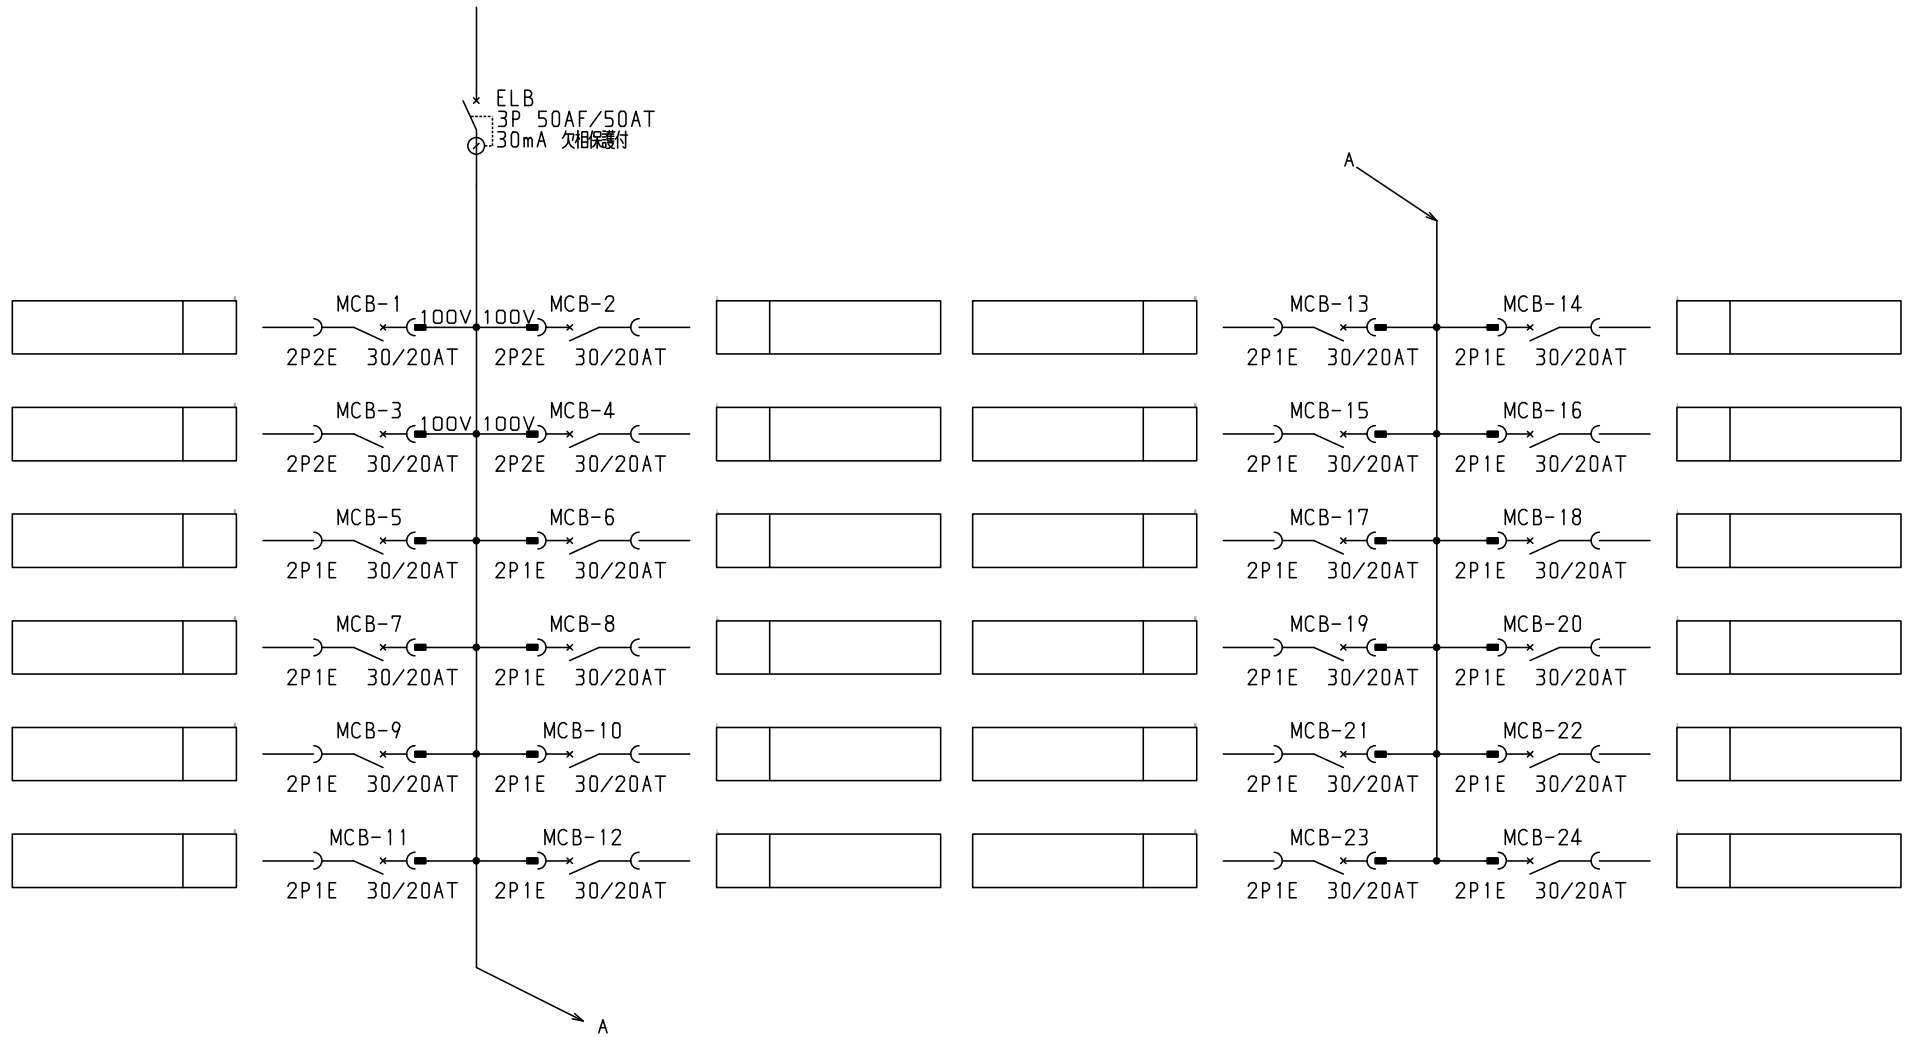 ELB
3P 50AF/50AT
30mA 欠相保護付
A
MCB-1 100V 100V MCB-2
2P2E 30/20AT 2P2E 30/20AT
MCB-3 100V 100V MCB-4
2P2E 30/20AT 2P2E 30/20AT
MCB-5 MCB-6
2P1E 30/20AT 2P1E 30/20AT
MCB-7 MCB-8
2P1E 30/20AT 2P1E 30/20AT
MCB-9 MCB-10
2P1E 30/20AT 2P1E 30/20AT
MCB-11 MCB-12
2P1E 30/20AT 2P1E 30/20AT
A
MCB-13 MCB-14
2P1E 30/20AT 2P1E 30/20AT
MCB-15 MCB-16
2P1E 30/20AT 2P1E 30/20AT
MCB-17 MCB-18
2P1E 30/20AT 2P1E 30/20AT
MCB-19 MCB-20
2P1E 30/20AT 2P1E 30/20AT
MCB-21 MCB-22
2P1E 30/20AT 2P1E 30/20AT
MCB-23 MCB-24
2P1E 30/20AT 2P1E 30/20AT